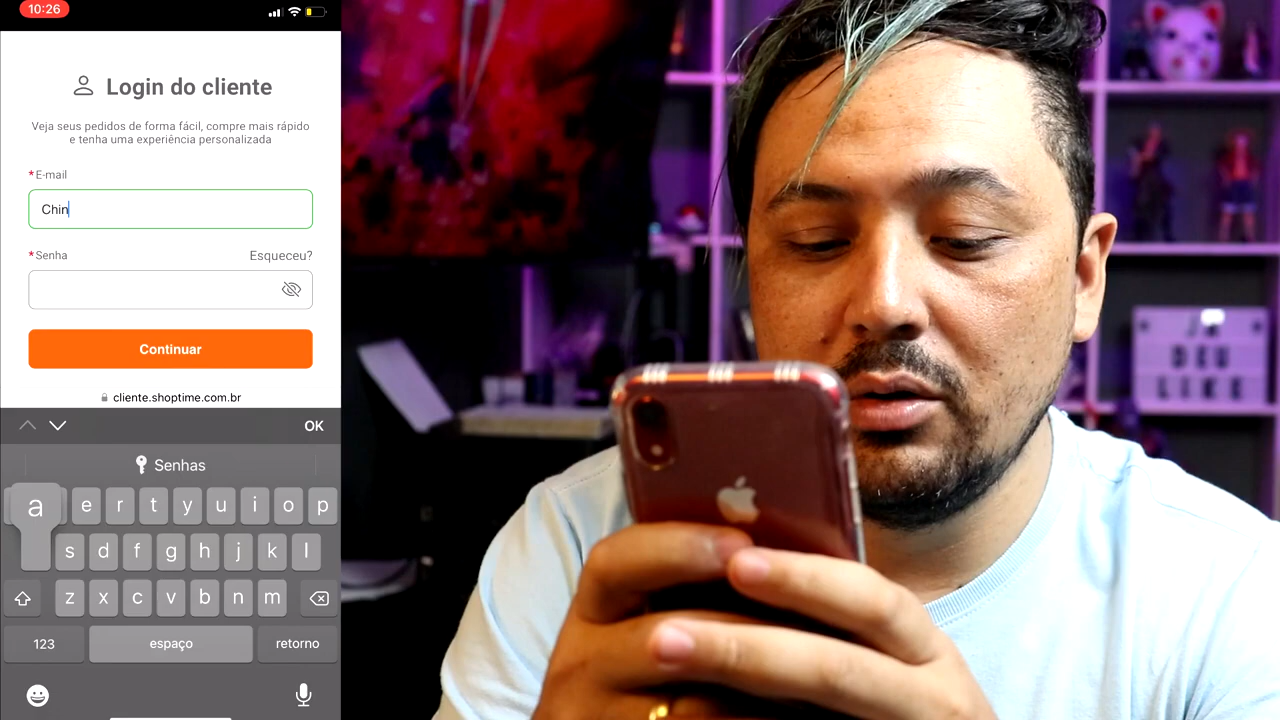 10:26
Login do cliente
Veja seus pedidos de forma fácil, compre mais rápido
e tenha uma experiência personalizada
* E-mail
Chin
* Senha Esqueceu?
Continuar
cliente.shoptime.com.br
OK
Senhas
a e r t y u i o p
s d f g h j k l
z x c v b n m
123 espaço retorno
JÁ
DEU
LIKE